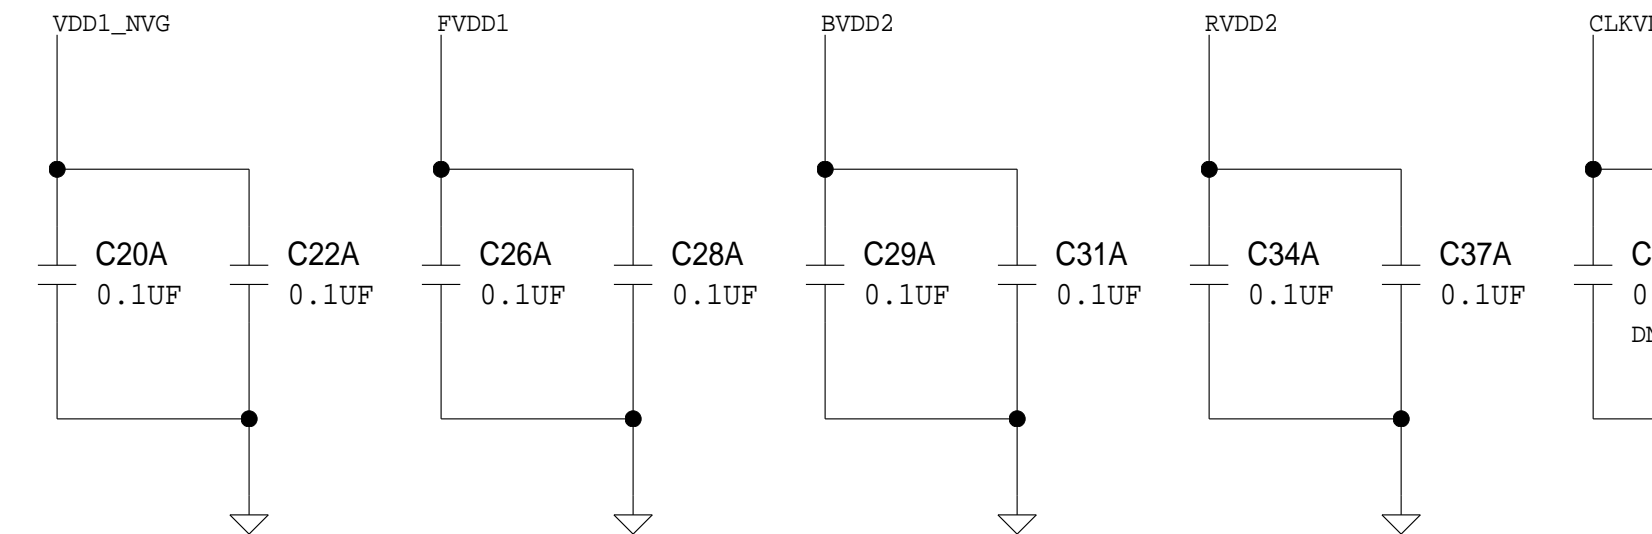 VDD1_NVG
FVDD1
BVDD2
RVDD2
C20A
0.1UF
C22A
0.1UF
C26A
0.1UF
C28A
0.1UF
C29A
0.1UF
C31A
0.1UF
C34A
0.1UF
C37A
0.1UF